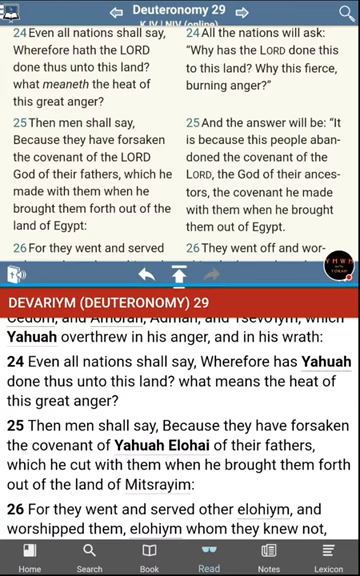 Deuteronomy 29
KJV | NIV (online)
24 Even all nations shall say,
Wherefore hath the LORD
done thus unto this land?
what meaneth the heat of
this great anger?
25 Then men shall say,
Because they have forsaken
the covenant of the LORD
God of their fathers, which he
made with them when he
brought them forth out of the
land of Egypt:
26 For they went and served
24 All the nations will ask:
“Why has the LORD done this
to this land? Why this fierce,
burning anger?”
25 And the answer will be: “It
is because this people aban-
doned the covenant of the
LORD, the God of their ances-
tors, the covenant he made
with them when he brought
them out of Egypt.
26 They went off and wor-
DEVARIYM (DEUTERONOMY) 29
Cedom, and Amorah, Admah, and Tsevoiym, which
Yahuah overthrew in his anger, and in his wrath:
24 Even all nations shall say, Wherefore has Yahuah
done thus unto this land? what means the heat of
this great anger?
25 Then men shall say, Because they have forsaken
the covenant of Yahuah Elohai of their fathers,
which he cut with them when he brought them forth
out of the land of Mitsrayim:
26 For they went and served other elohiym, and
worshipped them, elohiym whom they knew not,
Home Search Book Read Notes Lexicon